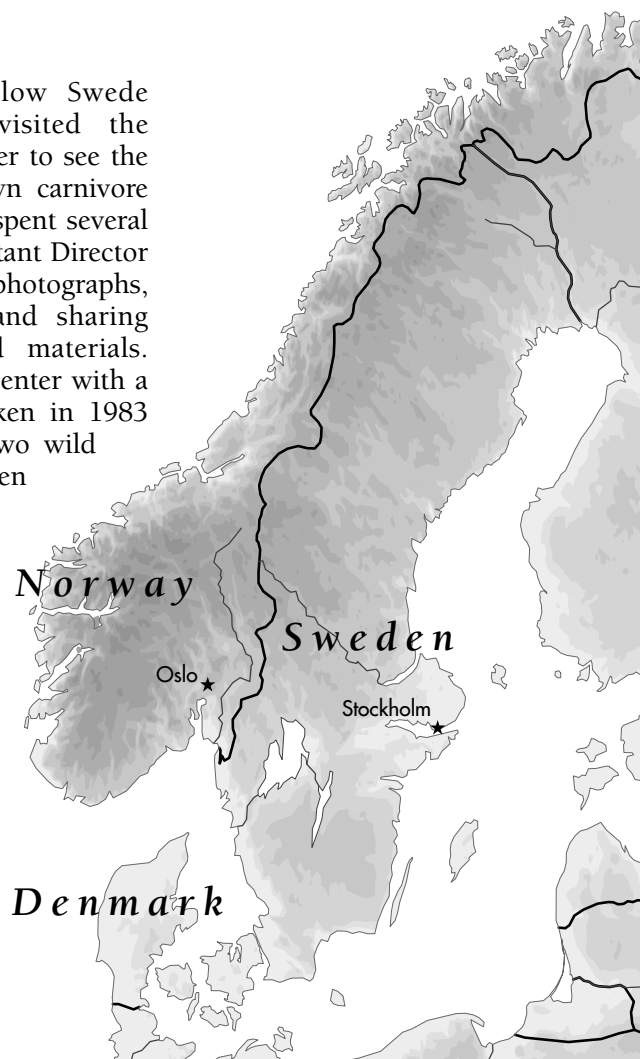 low Swede
visited the
er to see the
wn carnivore
spent several
tant Director
photographs,
and sharing
materials.
enter with a
ken in 1983
wo wild
en
Norway
Sweden
Oslo
Stockholm
Denmark